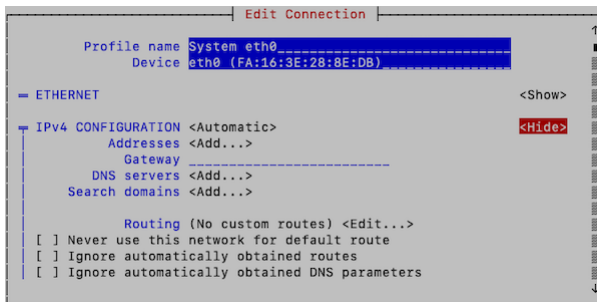 Edit Connection
Profile name System eth0
Device eth0 (FA:16:3E:28:8E:DB)
ETHERNET <Show>
IPv4 CONFIGURATION <Automatic> <Hide>
Addresses <Add...>
Gateway
DNS servers <Add...>
Search domains <Add...>
Routing (No custom routes) <Edit...>
[ ] Never use this network for default route
[ ] Ignore automatically obtained routes
[ ] Ignore automatically obtained DNS parameters